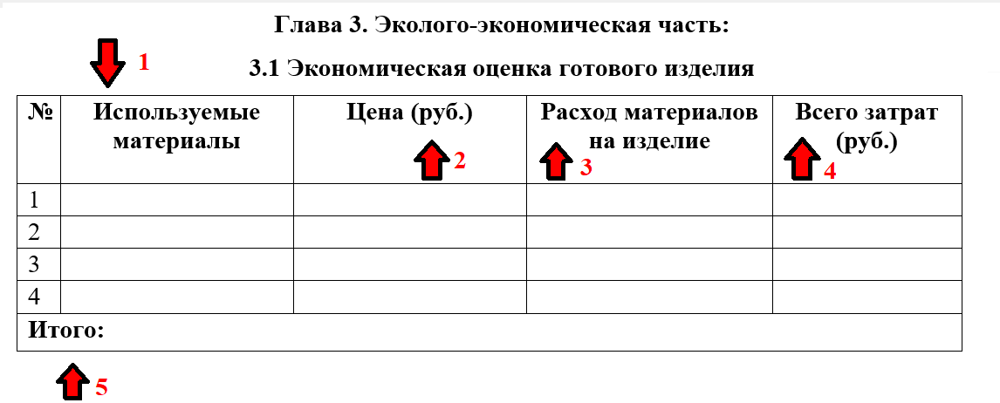 Глава 3. Эколого-экономическая часть:
1
3.1 Экономическая оценка готового изделия
№ Используемые материалы Цена (руб.) Расход материалов на изделие Всего затрат (руб.)
2 3 4
1
2
3
4
Итого:
5